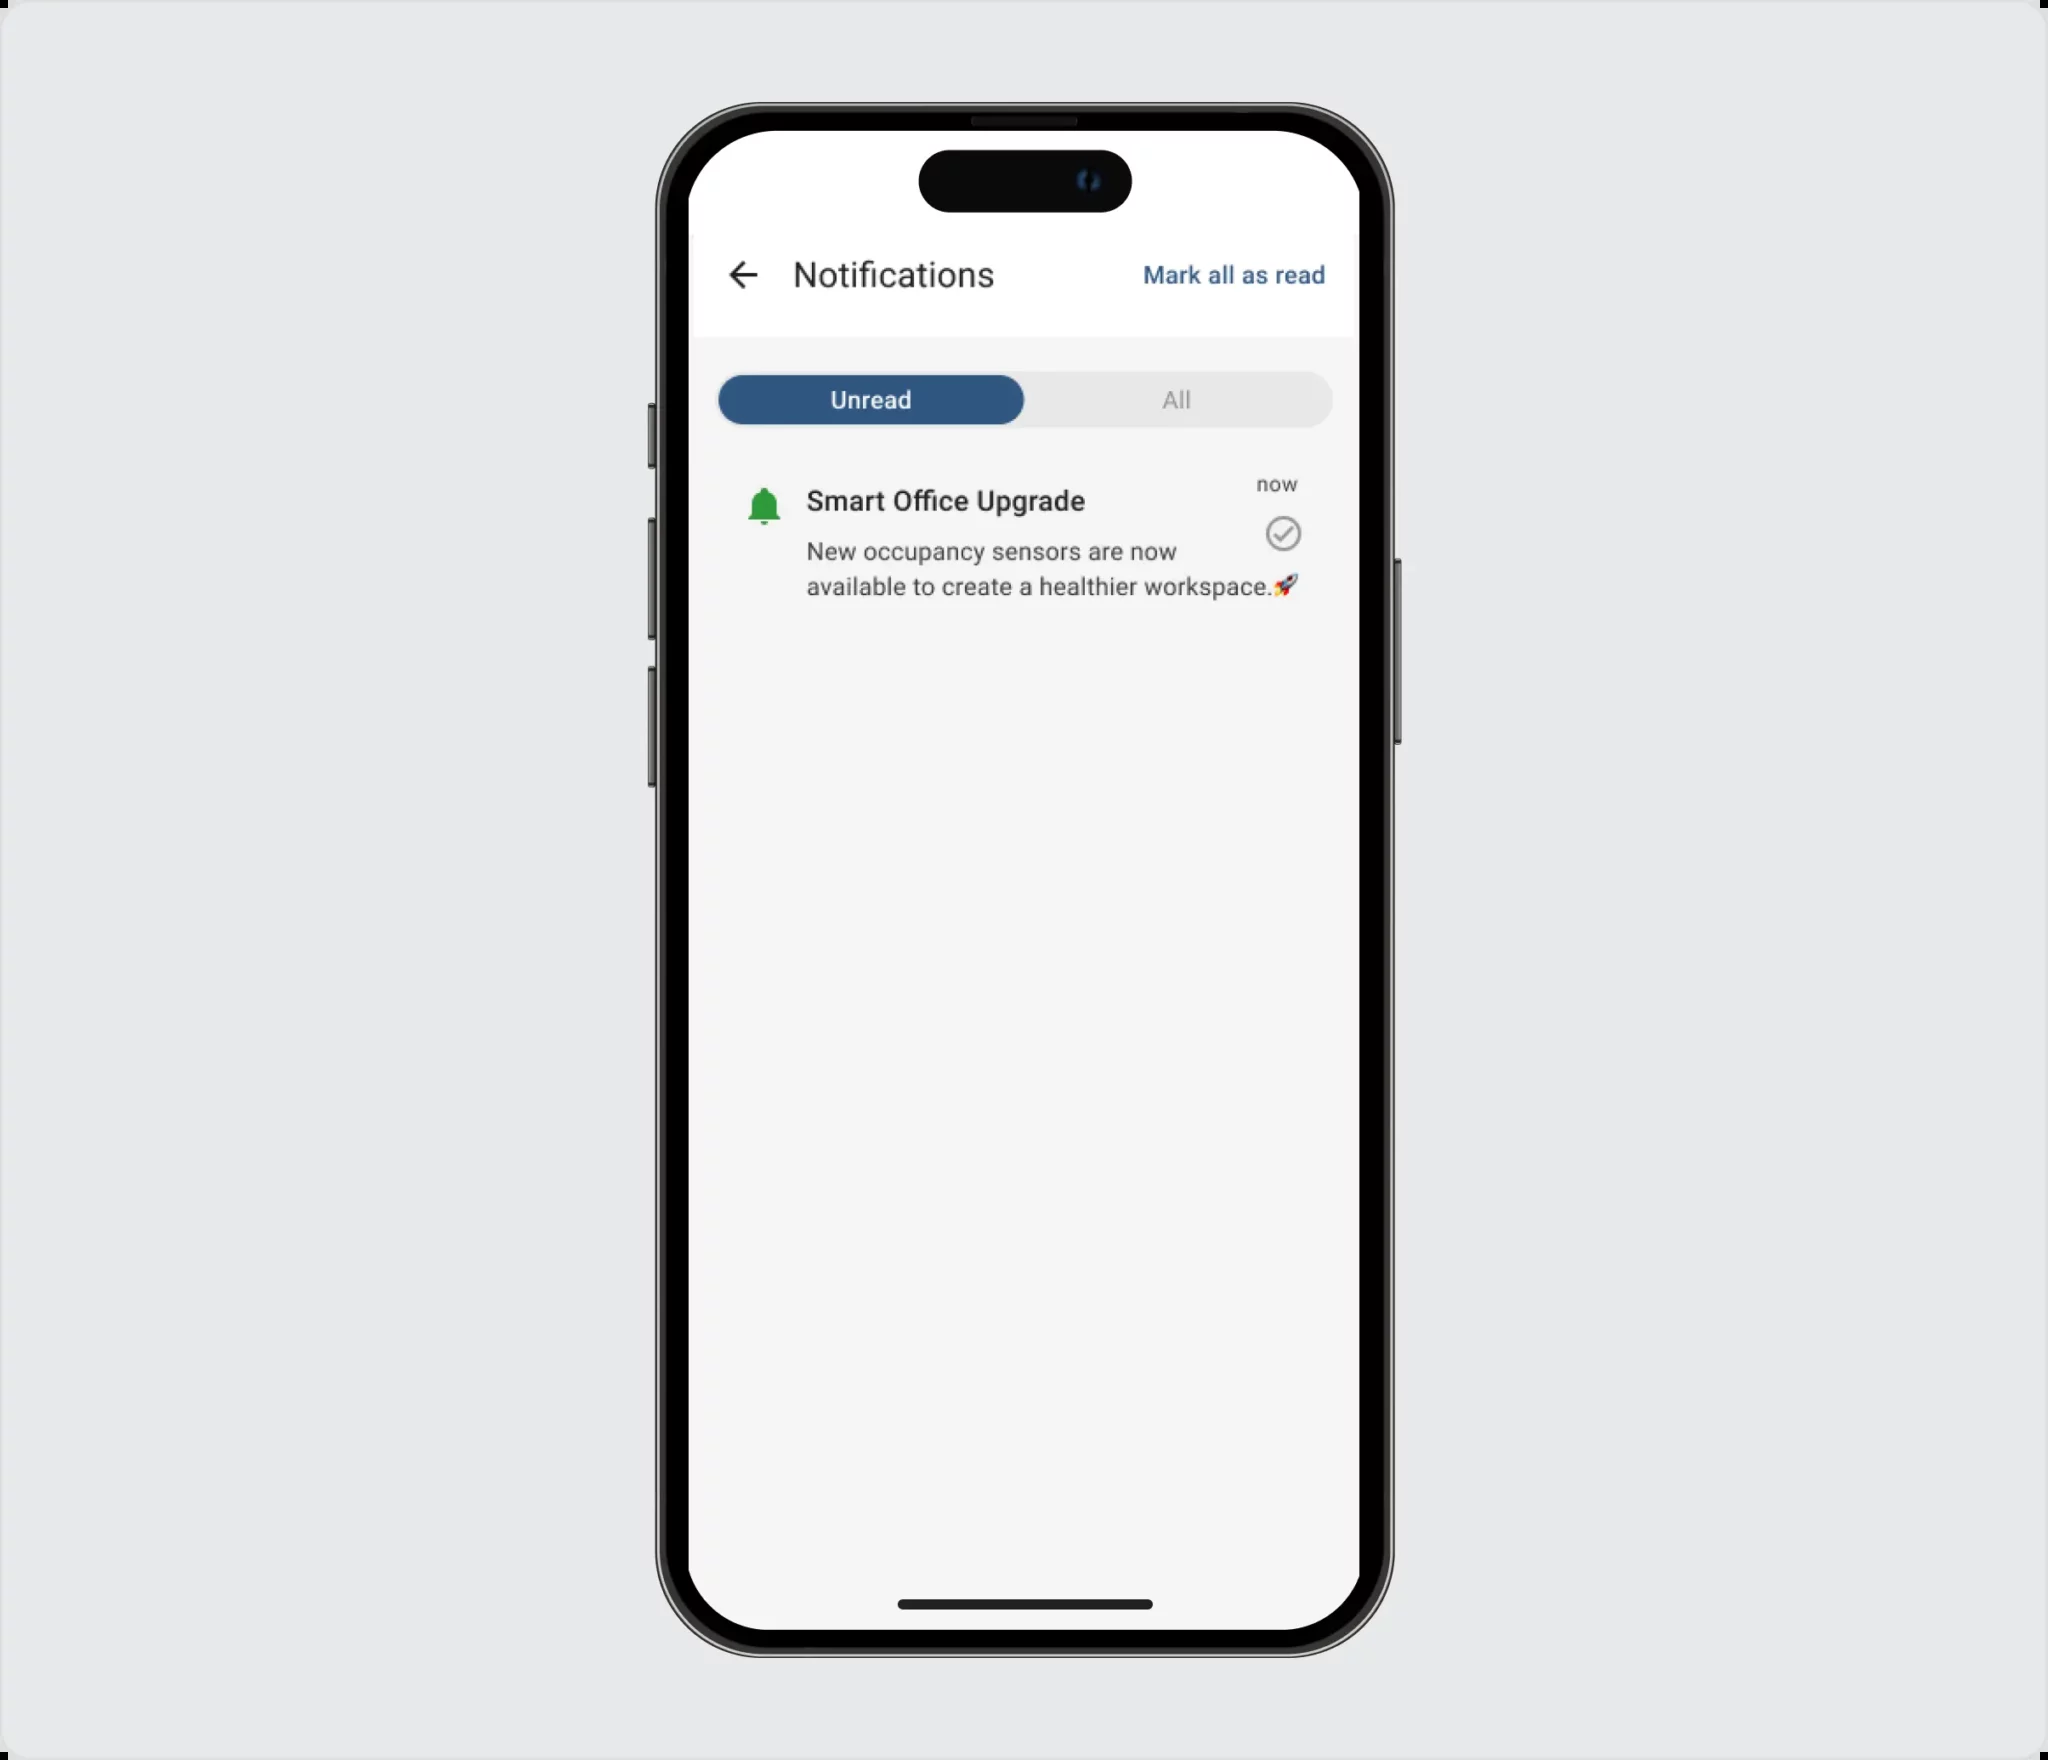 Notifications
Mark all as read
Unread
All
Smart Office Upgrade
now
New occupancy sensors are now
available to create a healthier workspace.🚀